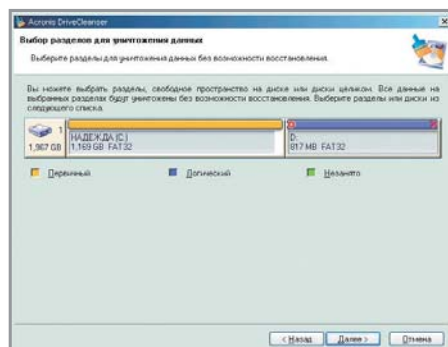 Acronis DriveCleanser
Выбор разделов для уничтожения данных
Выберите разделы для уничтожения данных без возможности восстановления.
Вы можете выбрать разделы, свободное пространство на диске или диски целиком. Все данные на
выбранных разделах будут уничтожены без возможности восстановления. Выберите разделы или диски из
следующего списка.
1
1,967 GB
НАДЕЖДА (C:)
1,169 GB FAT32
D:
817 MB FAT32
Первичный
Логический
Незанято
< Назад
Далее >
Отмена